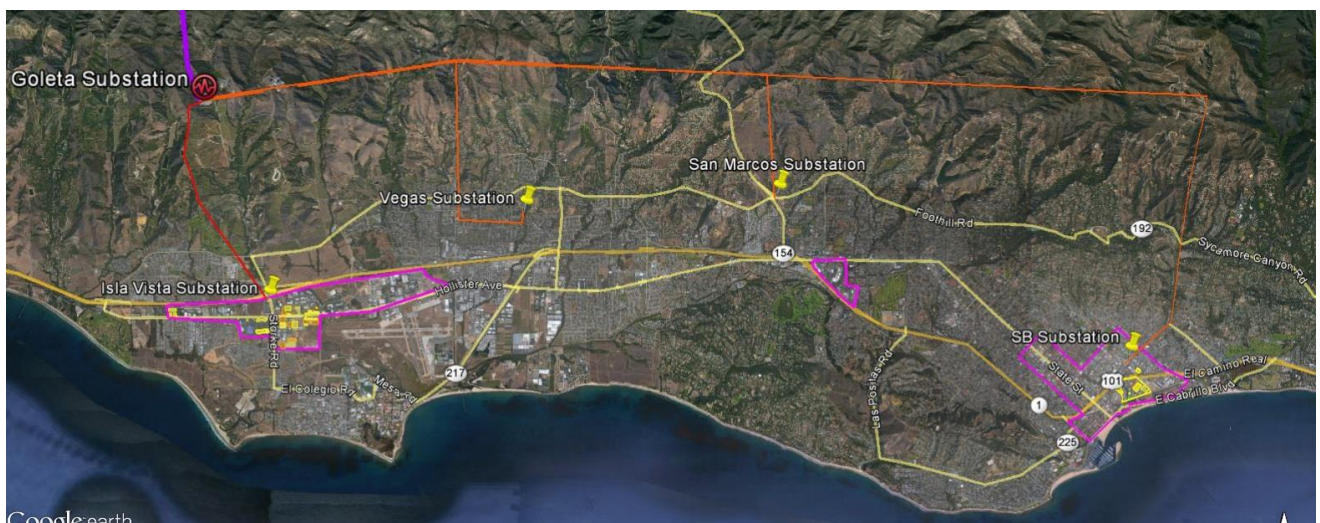 Goleta Substation
San Marcos Substation
Vegas Substation
Foothill Rd
192
Sycamore Canyon Rd
154
Isla Vista Substation
Hollister Ave
Storke Rd
SB Substation
217
El Colegio Rd
Mesa Rd
Las Positas Rd
State St
101
El Camino Real
E Cabrillo Blvd
1
225
Google earth